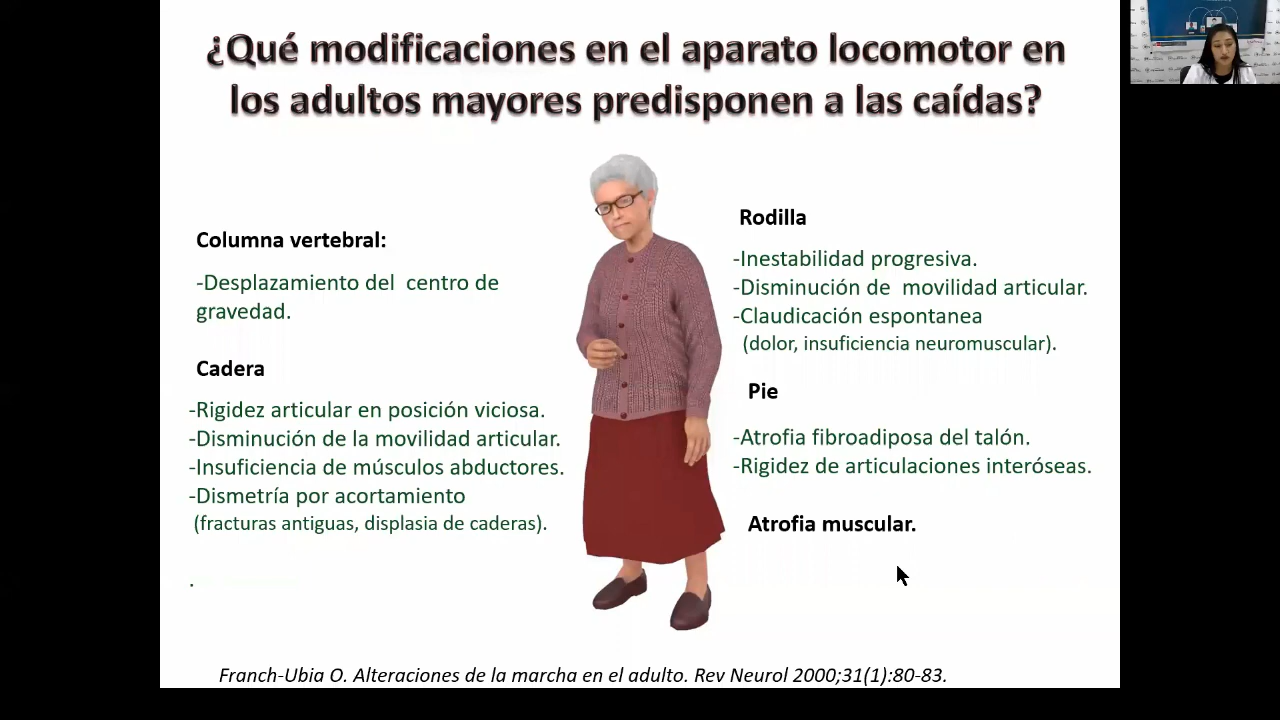 ¿Qué modificaciones en el aparato locomotor en
los adultos mayores predisponen a las caídas?
Columna vertebral:
-Desplazamiento del  centro de
gravedad.
Cadera
-Rigidez articular en posición viciosa.
-Disminución de la movilidad articular.
-Insuficiencia de músculos abductores.
-Dismetría por acortamiento
(fracturas antiguas, displasia de caderas).
.
Rodilla
-Inestabilidad progresiva.
-Disminución de  movilidad articular.
-Claudicación espontanea
(dolor, insuficiencia neuromuscular).
Pie
-Atrofia fibroadiposa del talón.
-Rigidez de articulaciones interóseas.
Atrofia muscular.
Franch-Ubia O. Alteraciones de la marcha en el adulto. Rev Neurol 2000;31(1):80-83.